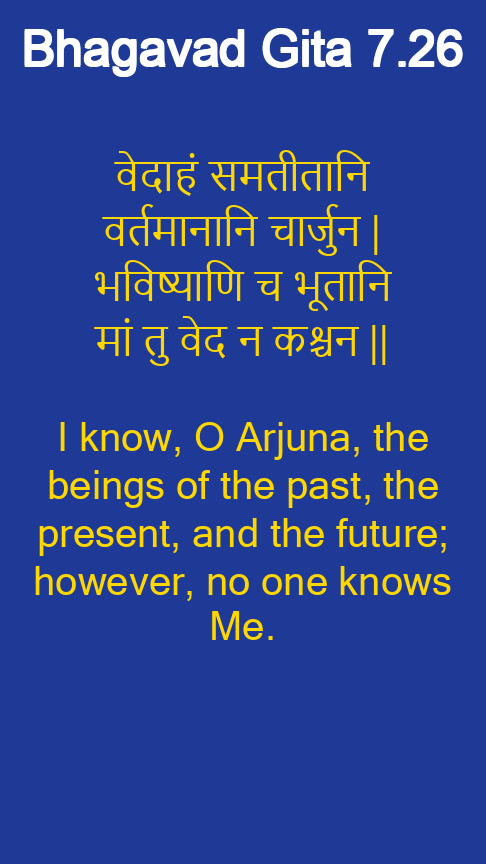 Bhagavad Gita 7.26
वेदाहं समतीतानि
वर्तमानानि चार्जुन |
भविष्याणि च भूतानि
मां तु वेद न कश्चन ||
I know, O Arjuna, the
beings of the past, the
present, and the future;
however, no one knows
Me.